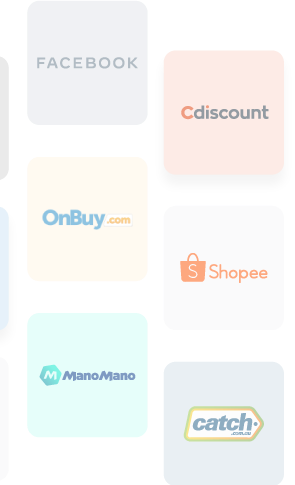 FACEBOOK
Cdiscount
OnBuy.com
S Shopee
M ManoMano
catch.
.com.au